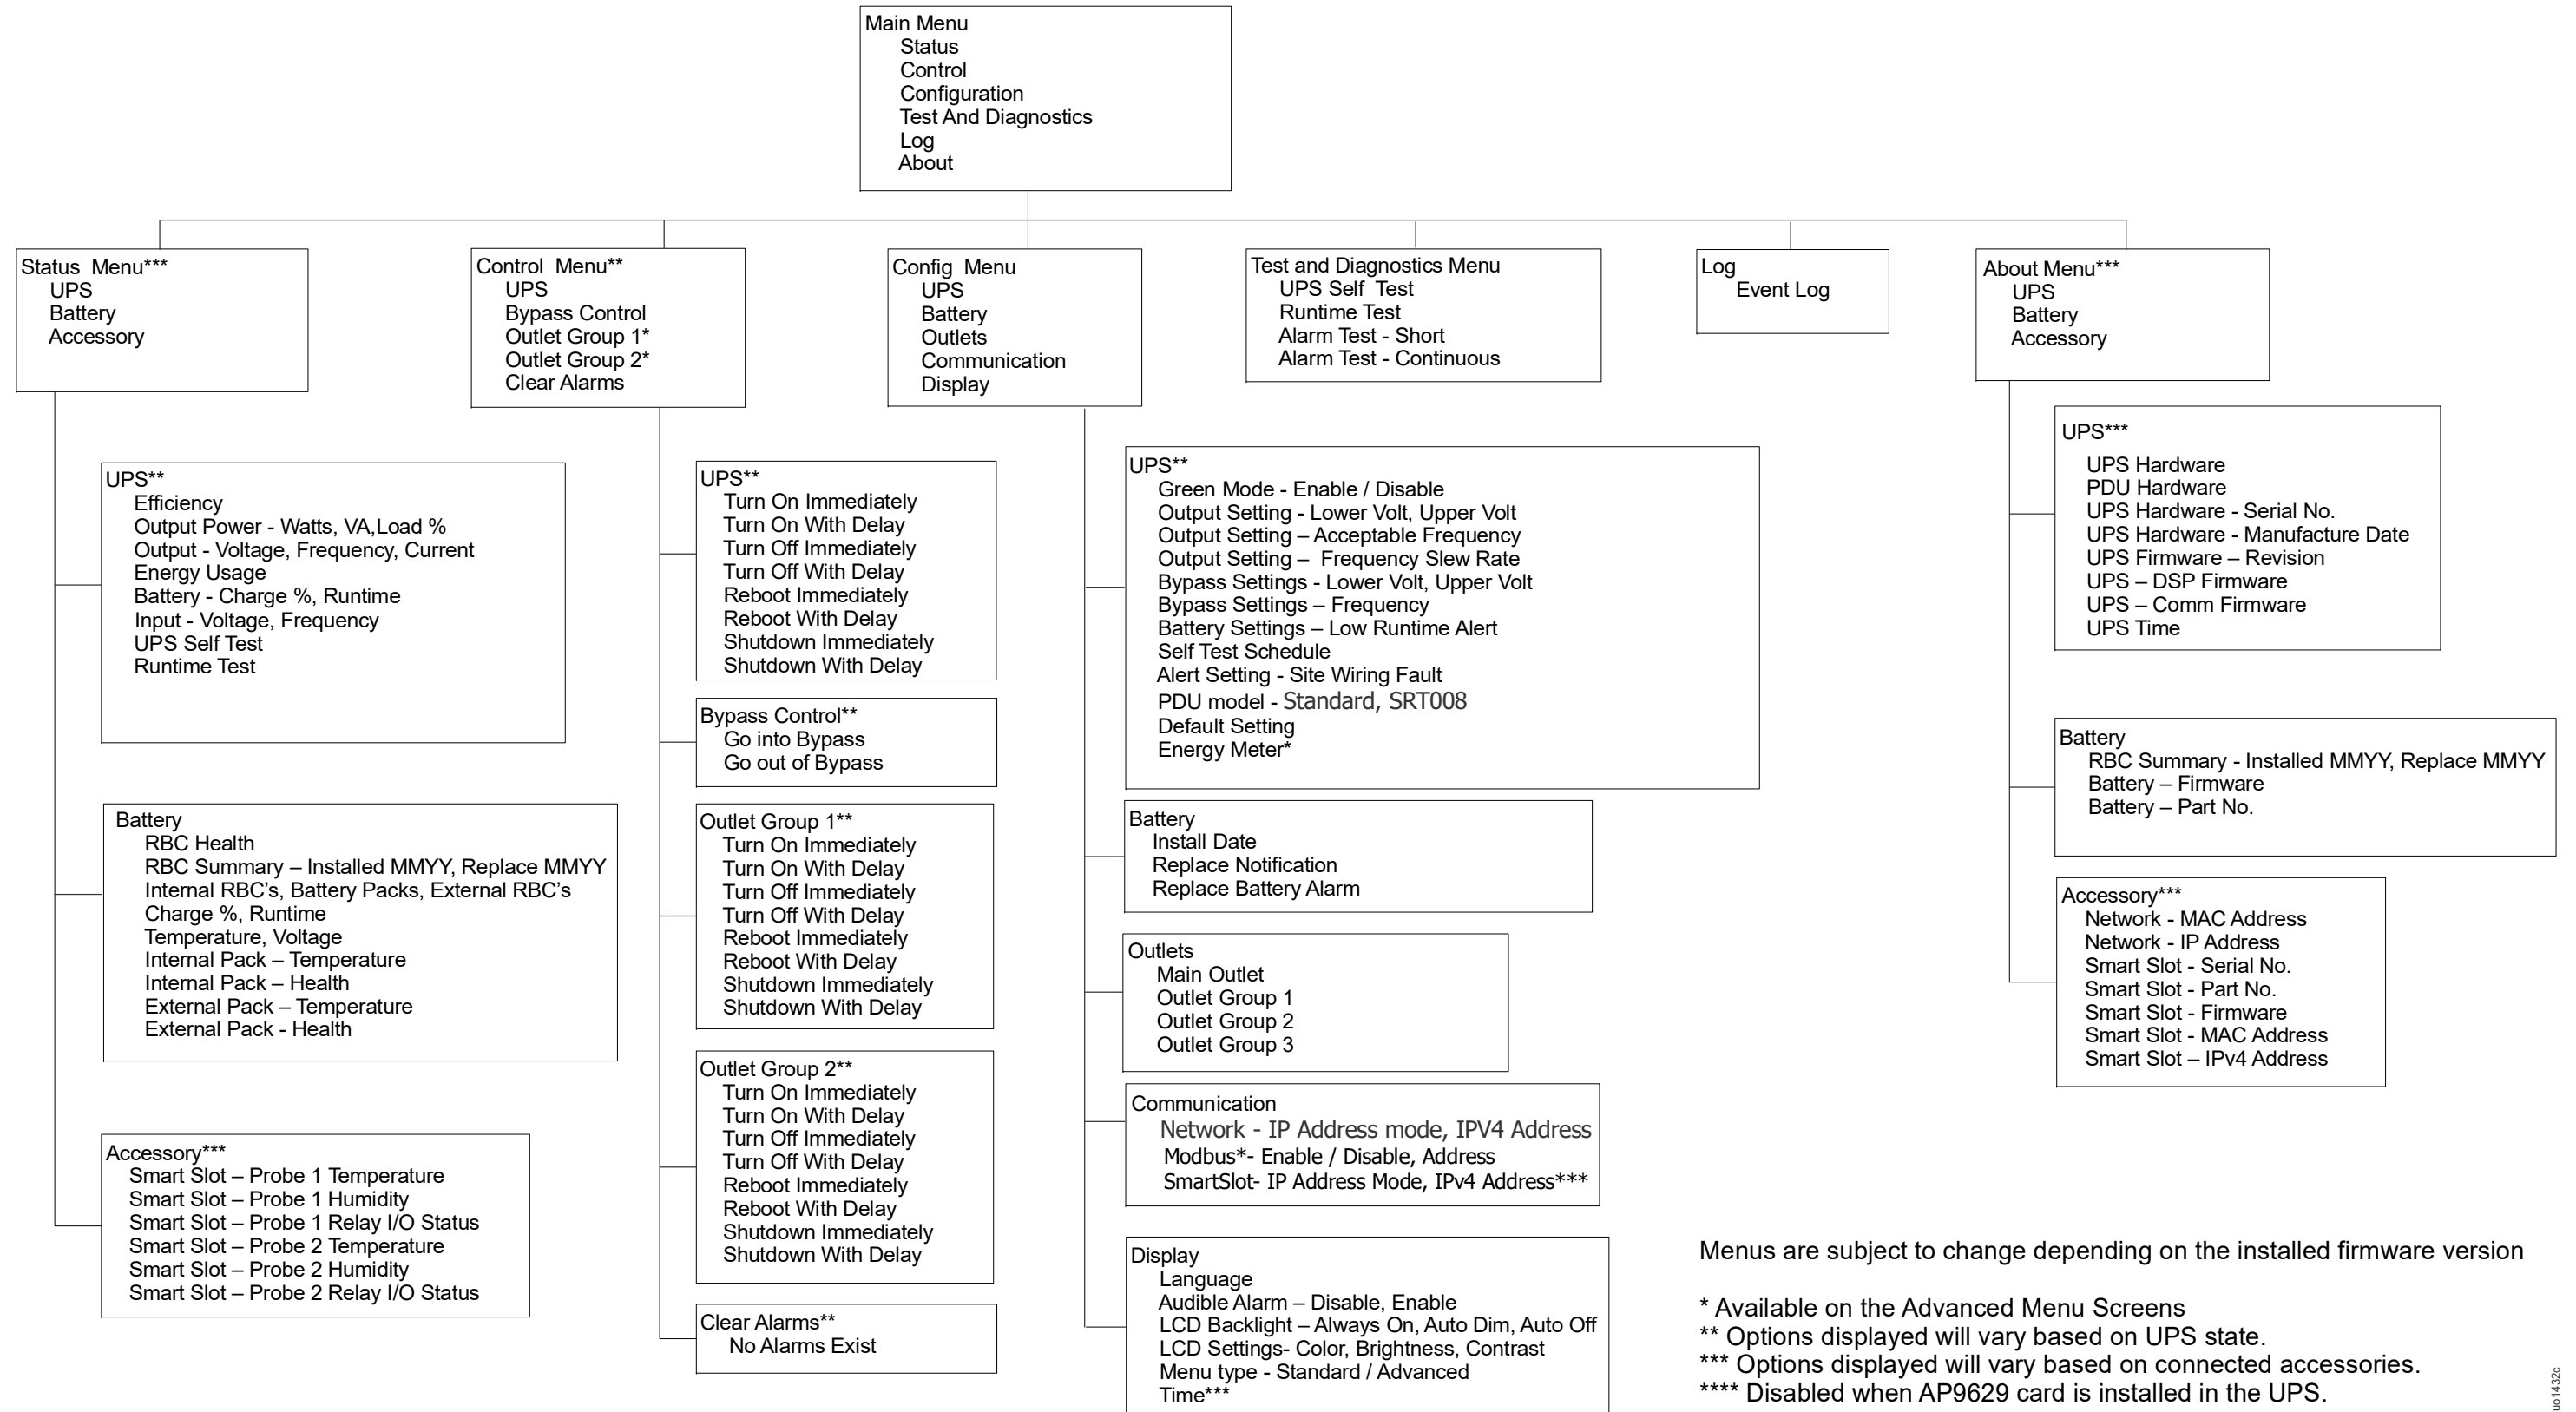 Main Menu
Status
Control
Configuration
Test And Diagnostics
Log
About
Status  Menu***
UPS
Battery
Accessory
UPS**
Efficiency
Output Power - Watts, VA,Load %
Output - Voltage, Frequency, Current
Energy Usage
Battery - Charge %, Runtime
Input - Voltage, Frequency
UPS Self Test
Runtime Test
Battery
RBC Health
RBC Summary – Installed MMYY, Replace MMYY
Internal RBC’s, Battery Packs, External RBC’s
Charge %, Runtime
Temperature, Voltage
Internal Pack – Temperature
Internal Pack – Health
External Pack – Temperature
External Pack - Health
Accessory***
Smart Slot – Probe 1 Temperature
Smart Slot – Probe 1 Humidity
Smart Slot – Probe 1 Relay I/O Status
Smart Slot – Probe 2 Temperature
Smart Slot – Probe 2 Humidity
Smart Slot – Probe 2 Relay I/O Status
Control  Menu**
UPS
Bypass Control
Outlet Group 1*
Outlet Group 2*
Clear Alarms
UPS**
Turn On Immediately
Turn On With Delay
Turn Off Immediately
Turn Off With Delay
Reboot Immediately
Reboot With Delay
Shutdown Immediately
Shutdown With Delay
Bypass Control**
Go into Bypass
Go out of Bypass
Outlet Group 1**
Turn On Immediately
Turn On With Delay
Turn Off Immediately
Turn Off With Delay
Reboot Immediately
Reboot With Delay
Shutdown Immediately
Shutdown With Delay
Outlet Group 2**
Turn On Immediately
Turn On With Delay
Turn Off Immediately
Turn Off With Delay
Reboot Immediately
Reboot With Delay
Shutdown Immediately
Shutdown With Delay
Clear Alarms**
No Alarms Exist
Config  Menu
UPS
Battery
Outlets
Communication
Display
UPS**
Green Mode - Enable / Disable
Output Setting - Lower Volt, Upper Volt
Output Setting – Acceptable Frequency
Output Setting –  Frequency Slew Rate
Bypass Settings - Lower Volt, Upper Volt
Bypass Settings – Frequency
Battery Settings – Low Runtime Alert
Self Test Schedule
Alert Setting - Site Wiring Fault
PDU model - Standard, SRT008
Default Setting
Energy Meter*
Battery
Install Date
Replace Notification
Replace Battery Alarm
Outlets
Main Outlet
Outlet Group 1
Outlet Group 2
Outlet Group 3
Communication
Network - IP Address mode, IPV4 Address
Modbus*- Enable / Disable, Address
SmartSlot- IP Address Mode, IPv4 Address***
Display
Language
Audible Alarm – Disable, Enable
LCD Backlight – Always On, Auto Dim, Auto Off
LCD Settings- Color, Brightness, Contrast
Menu type - Standard / Advanced
Time***
Test and Diagnostics Menu
UPS Self  Test
Runtime Test
Alarm Test - Short
Alarm Test - Continuous
Log
Event Log
About Menu***
UPS
Battery
Accessory
UPS***
UPS Hardware
PDU Hardware
UPS Hardware - Serial No.
UPS Hardware - Manufacture Date
UPS Firmware – Revision
UPS – DSP Firmware
UPS – Comm Firmware
UPS Time
Battery
RBC Summary - Installed MMYY, Replace MMYY
Battery – Firmware
Battery – Part No.
Accessory***
Network - MAC Address
Network - IP Address
Smart Slot - Serial No.
Smart Slot - Part No.
Smart Slot - Firmware
Smart Slot - MAC Address
Smart Slot – IPv4 Address
Menus are subject to change depending on the installed firmware version
* Available on the Advanced Menu Screens
** Options displayed will vary based on UPS state.
*** Options displayed will vary based on connected accessories.
**** Disabled when AP9629 card is installed in the UPS.
uo1432c